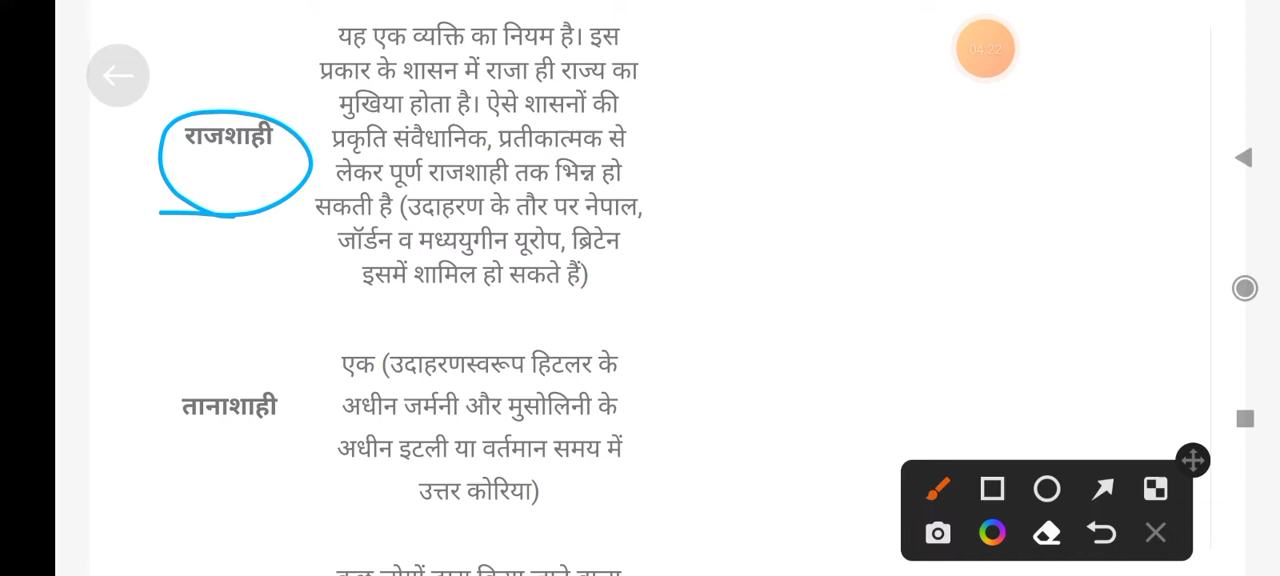 यह एक व्यक्ति का नियम है। इस
प्रकार के शासन में राजा ही राज्य का
मुखिया होता है। ऐसे शासनों की
राजशाही
प्रकृति संवैधानिक, प्रतीकात्मक से
लेकर पूर्ण राजशाही तक भिन्न हो
सकती है (उदाहरण के तौर पर नेपाल,
जॉर्डन व मध्ययुगीन यूरोप, ब्रिटेन
इसमें शामिल हो सकते हैं)
तानाशाही
एक (उदाहरणस्वरूप हिटलर के
अधीन जर्मनी और मुसोलिनी के
अधीन इटली या वर्तमान समय में
उत्तर कोरिया)
04:22